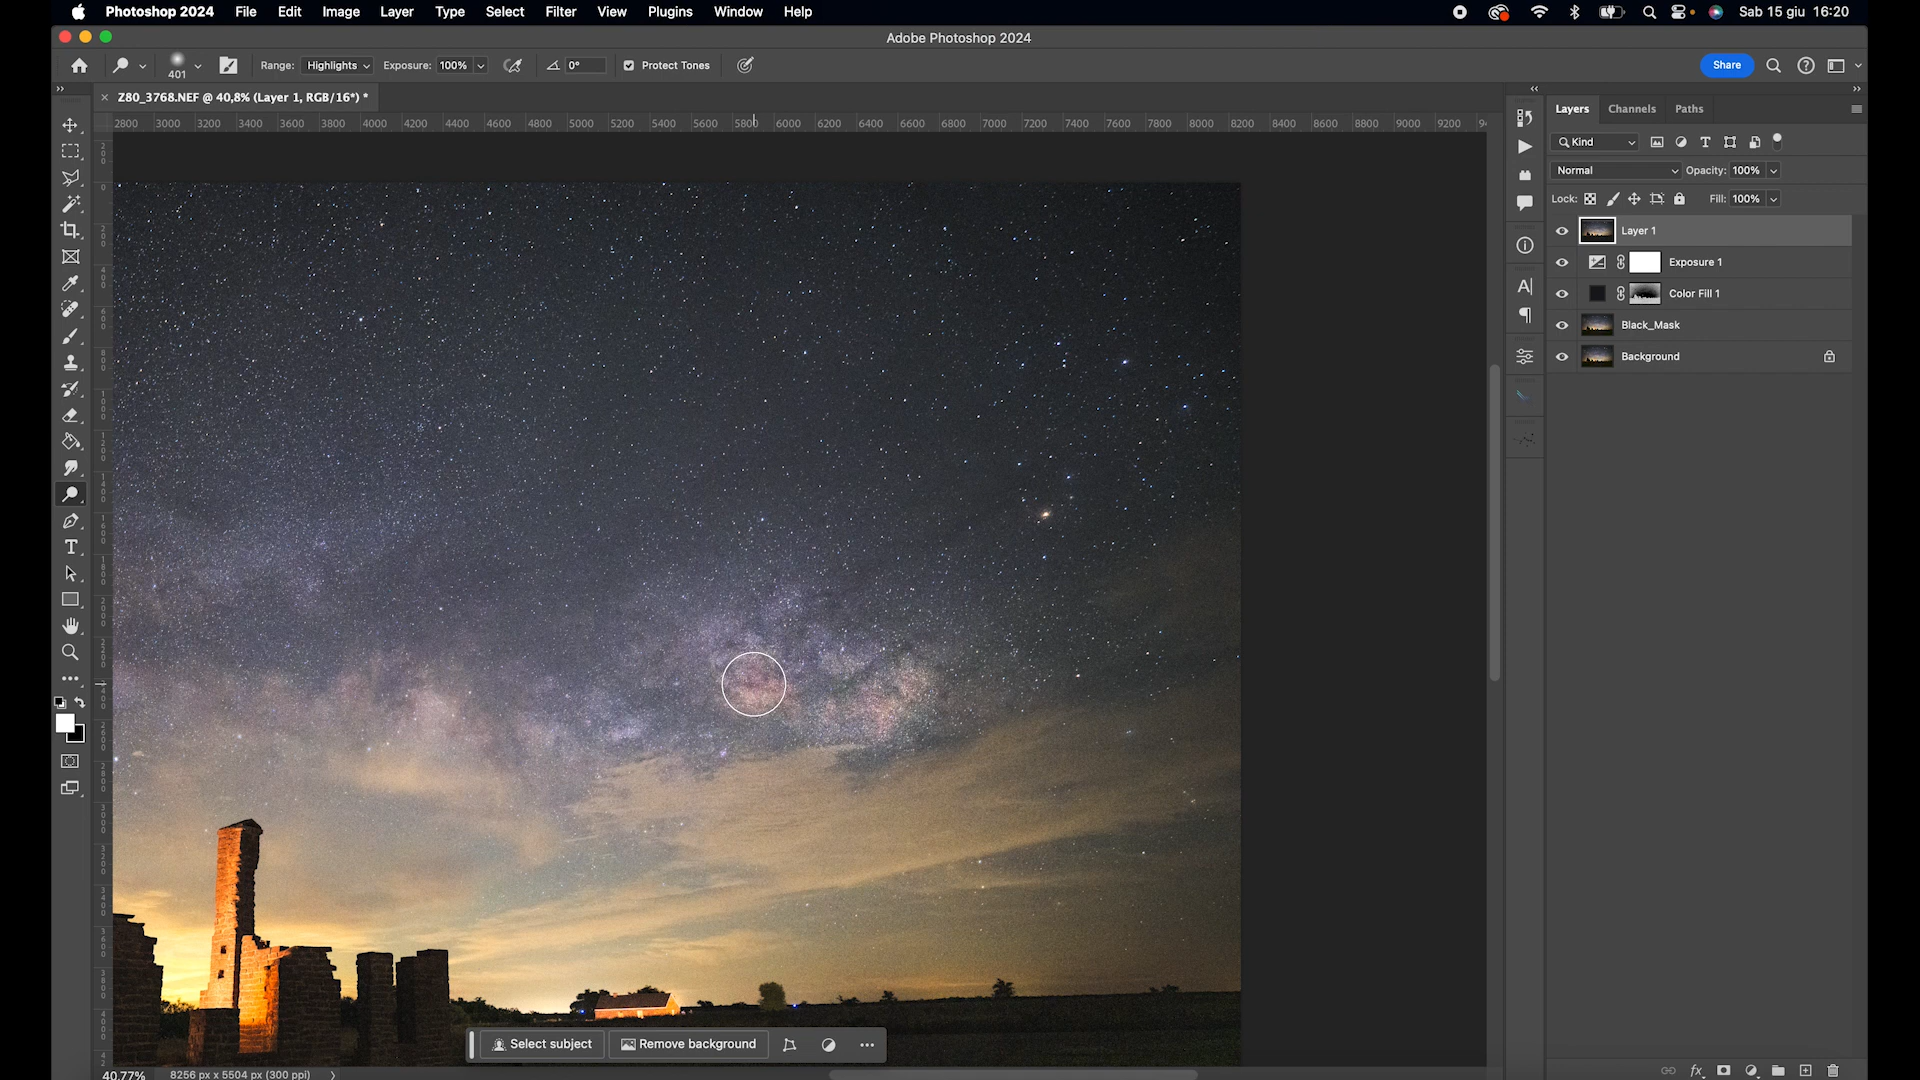 Photoshop 2024 File Edit Image Layer Type Select Filter View Plugins Window Help Sab 15 giu 16:20
Adobe Photoshop 2024
401 Range: Highlights Exposure: 100% 0° Protect Tones Share
Z80_3768.NEF @ 40,8% (Layer 1, RGB/16*) *
2800 3000 3200 3400 3600 3800 4000 4200 4400 4600 4800 5000 5200 5400 5600 5800 6000 6200 6400 6600 6800 7000 7200 7400 7600 7800 8000 8200 8400 8600 8800 9000 9200
Layers Channels Paths
Kind
Normal Opacity: 100%
Lock: Fill: 100%
Layer 1
Exposure 1
Color Fill 1
Black_Mask
Background
Select subject Remove background
40,77% 8256 px x 5504 px (300 ppi)